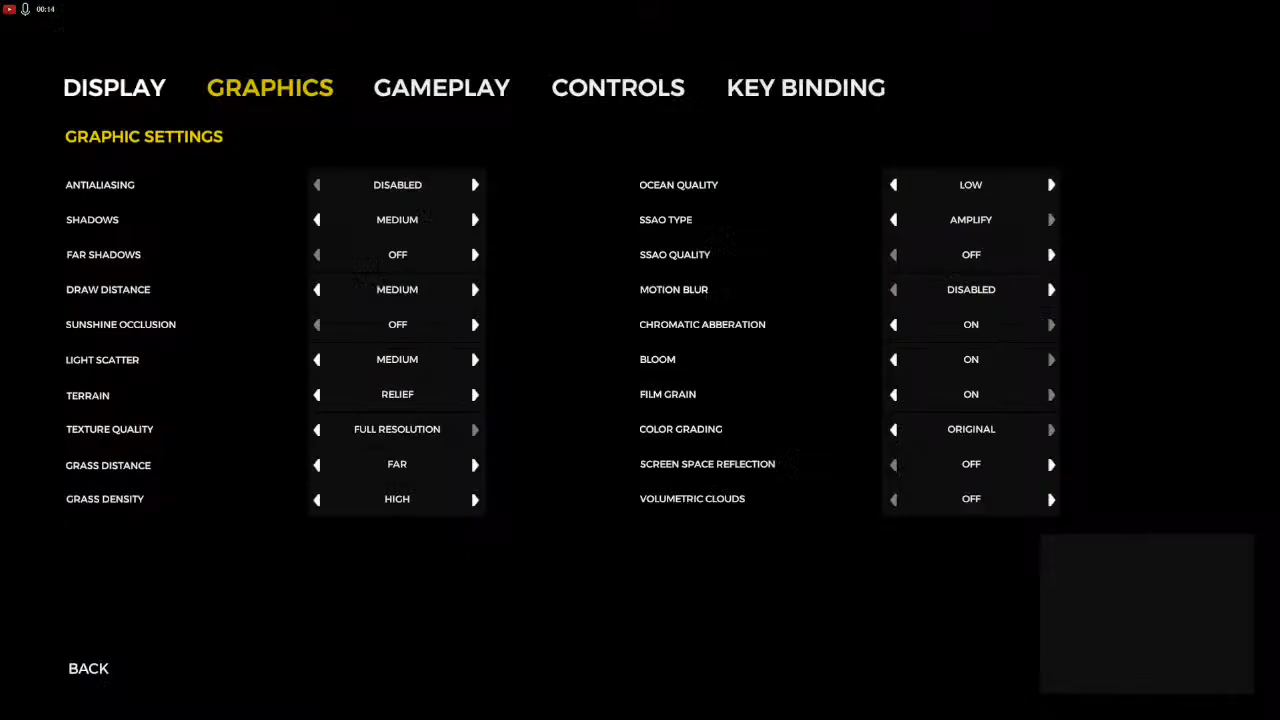 00:14
DISPLAY GRAPHICS GAMEPLAY CONTROLS KEY BINDING
GRAPHIC SETTINGS
ANTIALIASING DISABLED
SHADOWS MEDIUM
FAR SHADOWS OFF
DRAW DISTANCE MEDIUM
SUNSHINE OCCLUSION OFF
LIGHT SCATTER MEDIUM
TERRAIN RELIEF
TEXTURE QUALITY FULL RESOLUTION
GRASS DISTANCE FAR
GRASS DENSITY HIGH
OCEAN QUALITY LOW
SSAO TYPE AMPLIFY
SSAO QUALITY OFF
MOTION BLUR DISABLED
CHROMATIC ABBERATION ON
BLOOM ON
FILM GRAIN ON
COLOR GRADING ORIGINAL
SCREEN SPACE REFLECTION OFF
VOLUMETRIC CLOUDS OFF
BACK